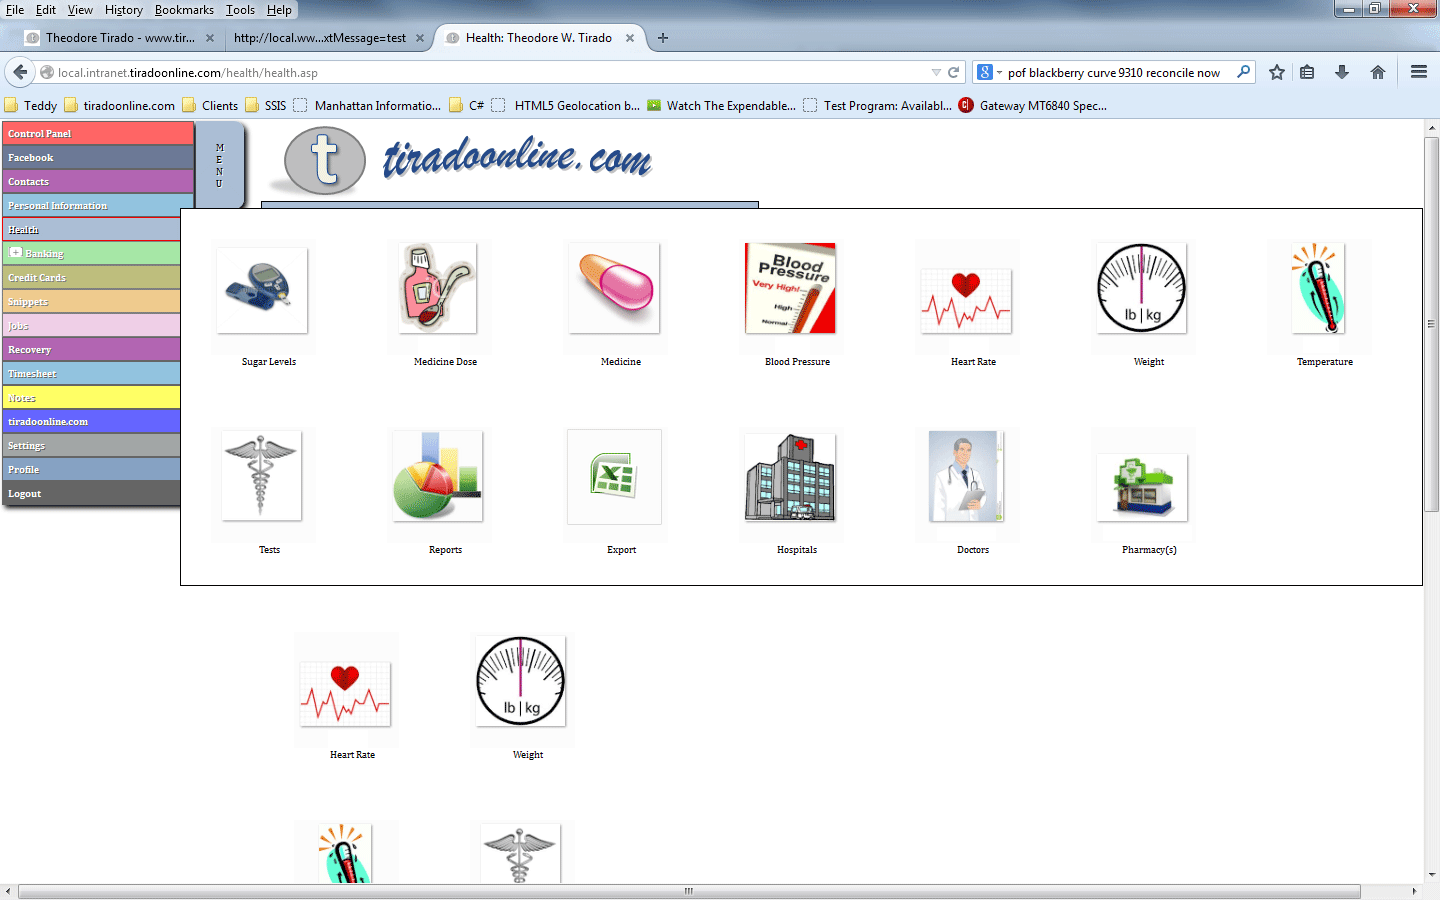 File Edit View History Bookmarks Tools Help
Theodore Tirado - www.tir... http://local.ww...xtMessage=test Health: Theodore W. Tirado
local.intranet.tiradoonline.com/health/health.asp
pof blackberry curve 9310 reconcile now
Teddy tiradoonline.com Clients SSIS Manhattan Informatio... C# HTML5 Geolocation b... Watch The Expendable... Test Program: Availabl... Gateway MT6840 Spec...
Control Panel
Facebook
Contacts
Personal Information
Health
Banking
Credit Cards
Snippets
Jobs
Recovery
Timesheet
Notes
tiradoonline.com
Settings
Profile
Logout
M
E
N
U
t tiradoonline.com
Blood
Pressure
Very High!
High
Normal
lb | kg
Sugar Levels Medicine Dose Medicine Blood Pressure Heart Rate Weight Temperature
Tests Reports Export Hospitals Doctors Pharmacy(s)
lb | kg
Heart Rate Weight